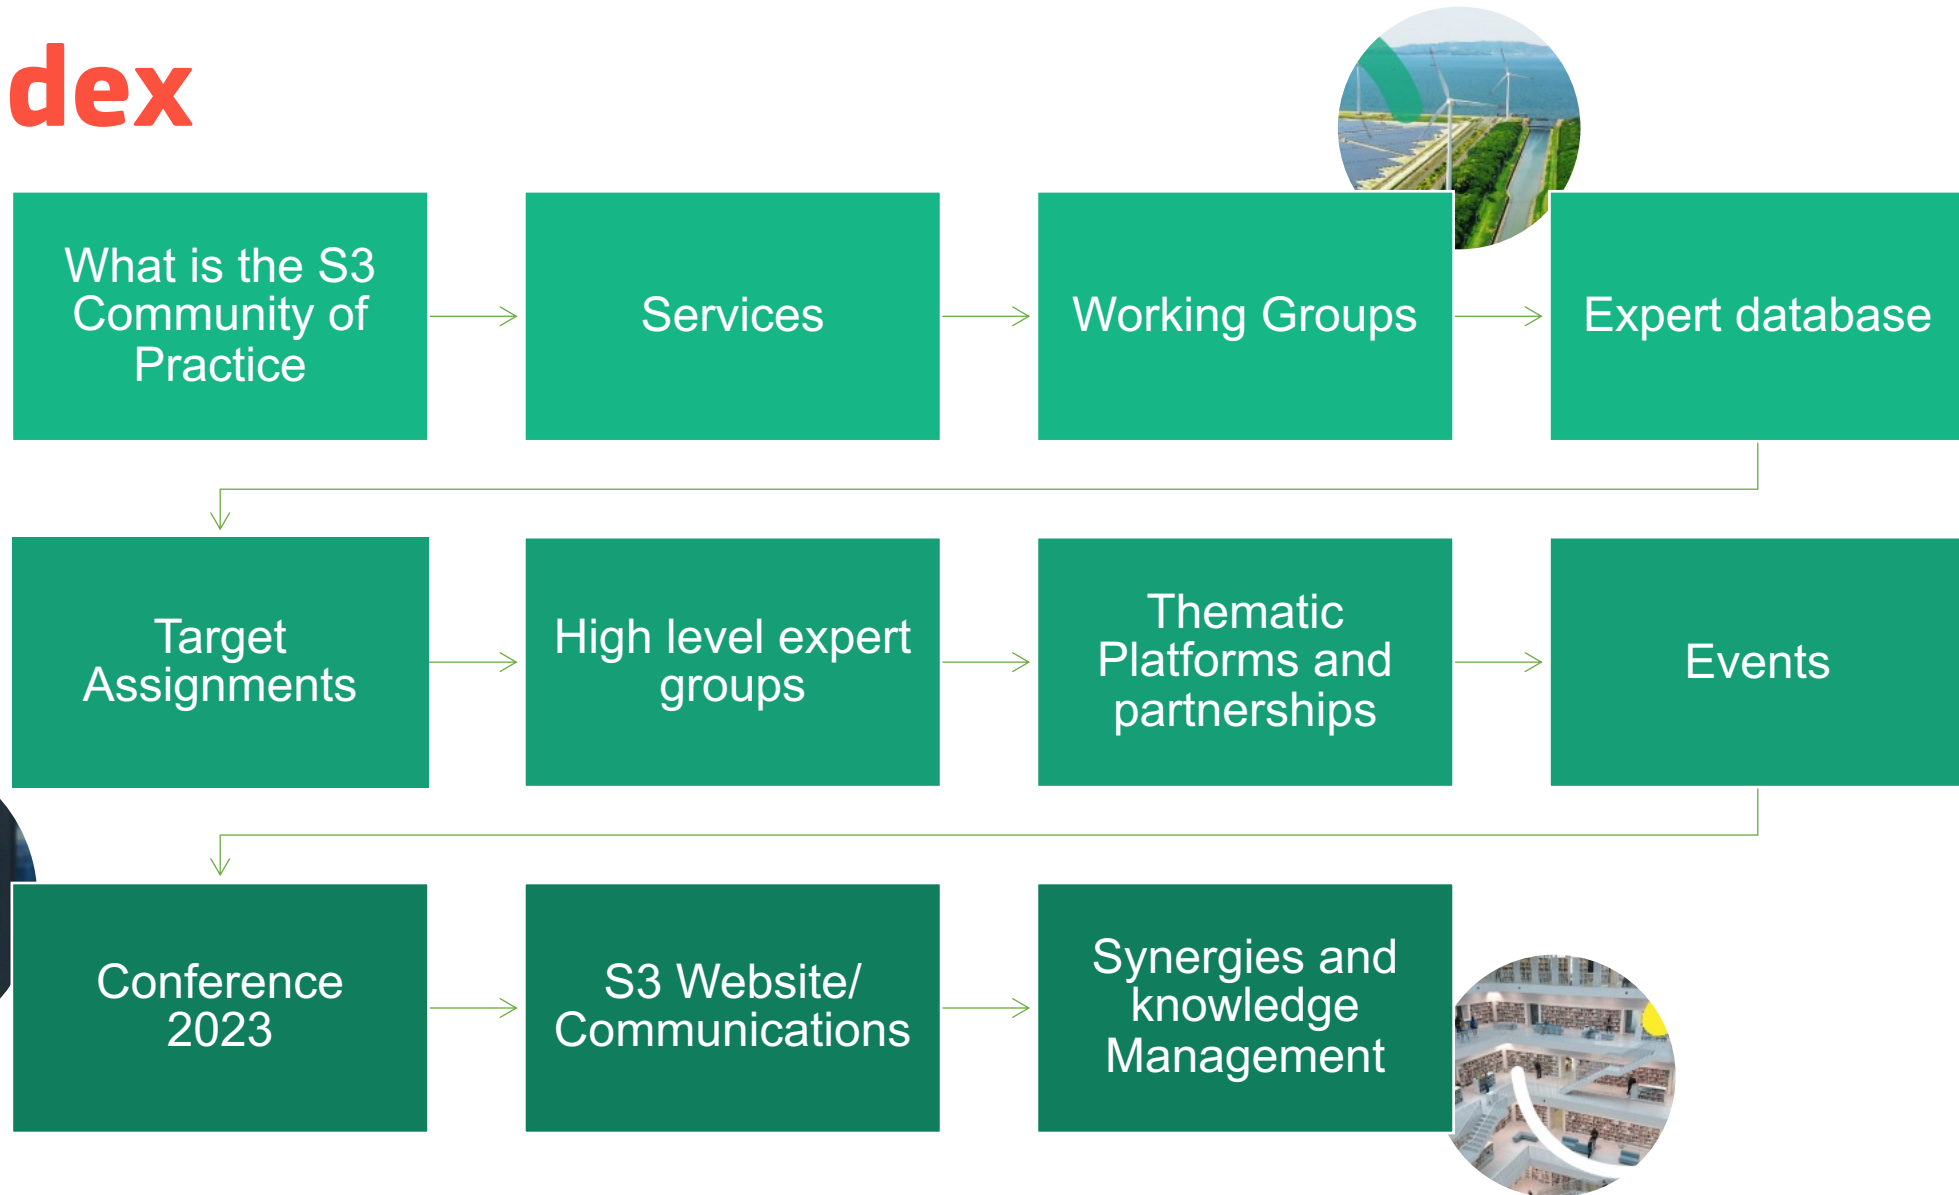 dex
What is the S3
Community of
Practice
Services
Working Groups
Expert database
Target
Assignments
High level expert
groups
Thematic
Platforms and
partnerships
Events
Conference
2023
S3 Website/
Communications
Synergies and
knowledge
Management